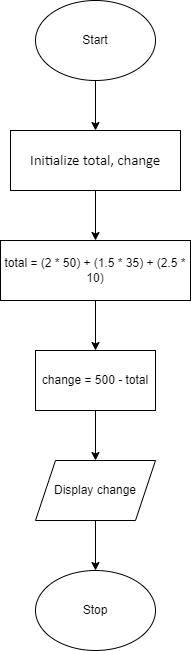 Start
Initialize total, change
total = (2 * 50) + (1.5 * 35) + (2.5 *
10)
change = 500 - total
Display change
Stop